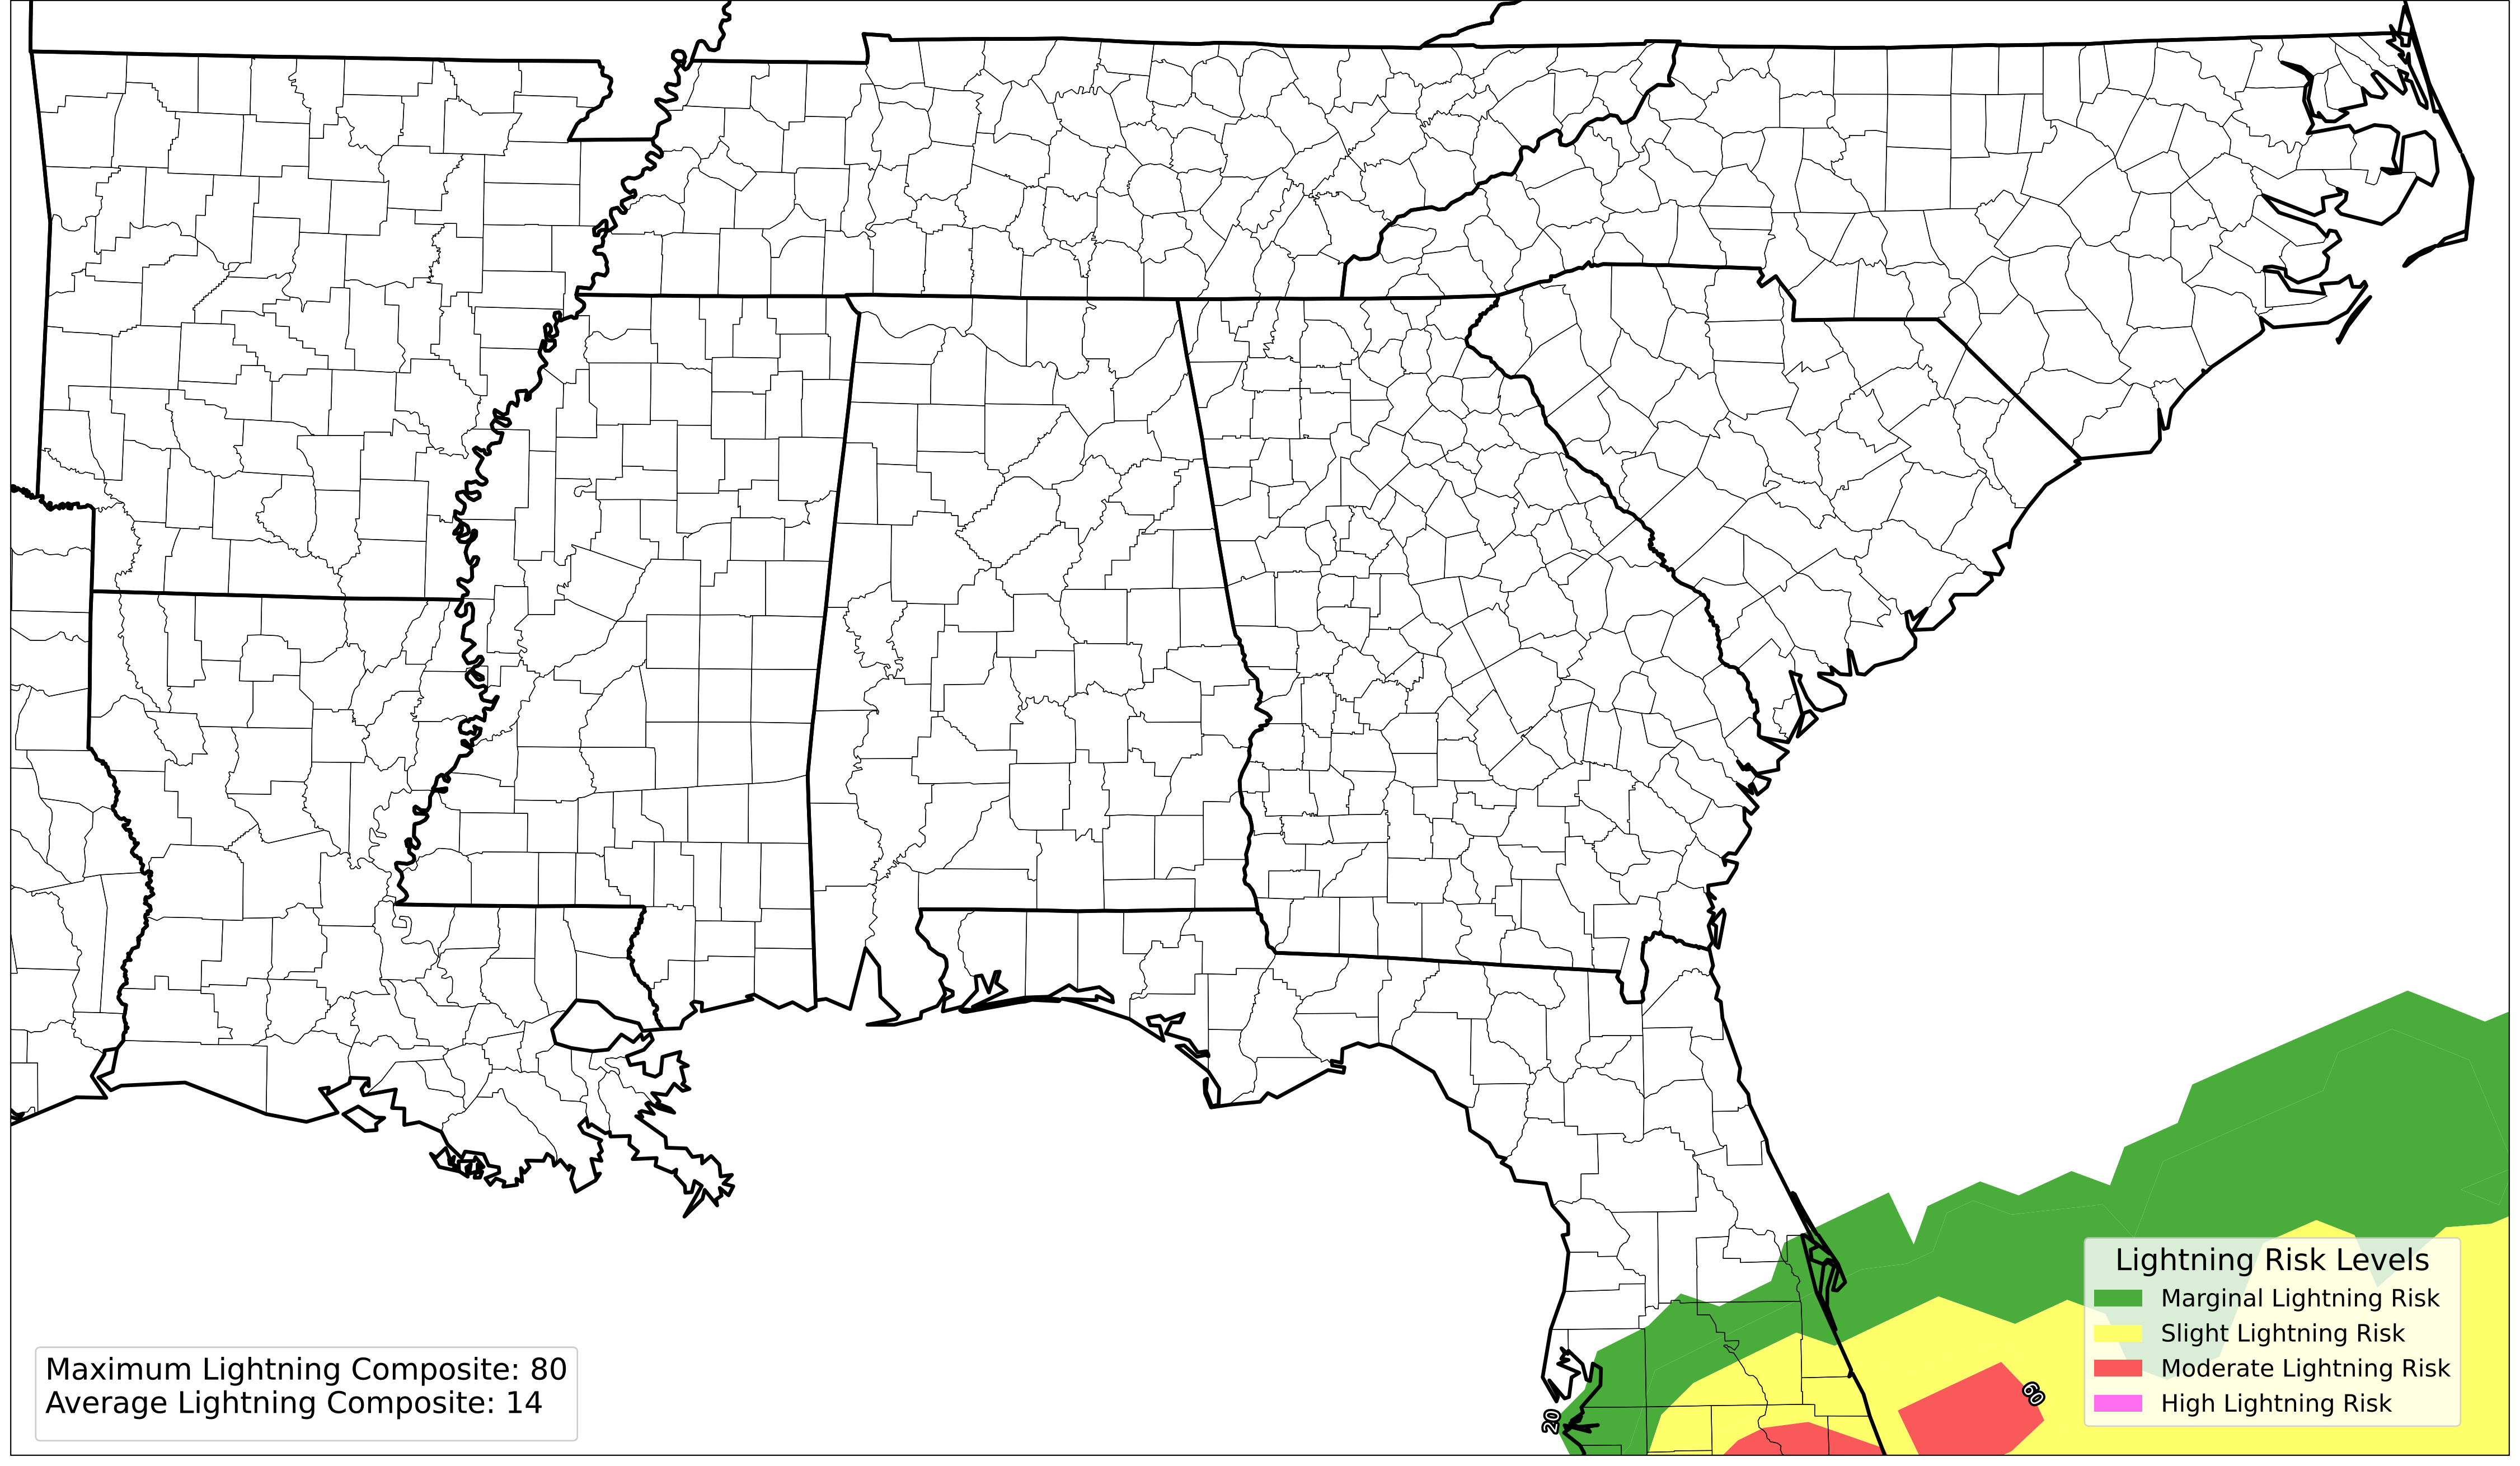 Lightning Risk Levels
Marginal Lightning Risk
Slight Lightning Risk
Moderate Lightning Risk
High Lightning Risk
Maximum Lightning Composite: 80
Average Lightning Composite: 14
60
20